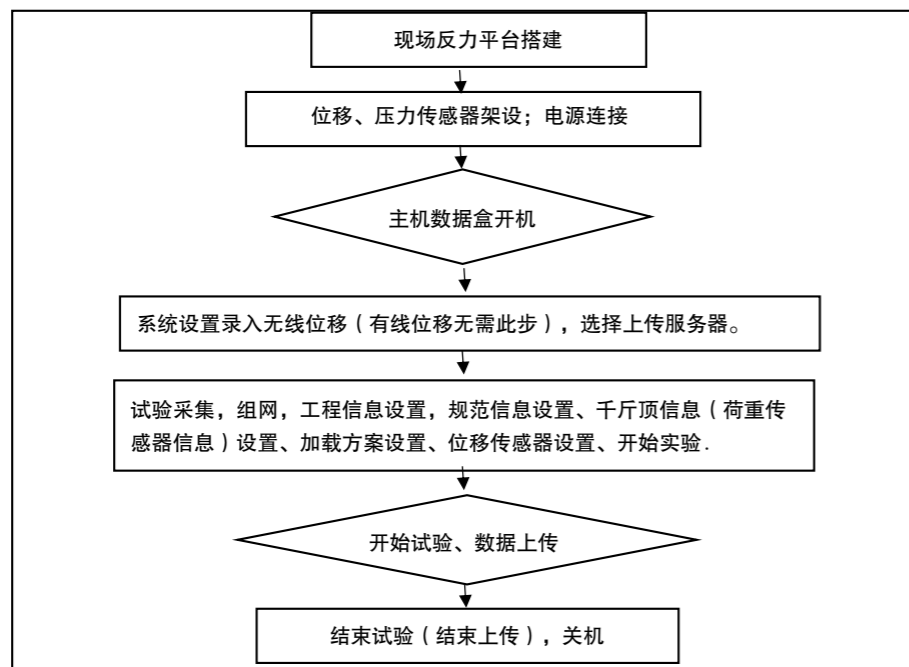 现场反力平台搭建
位移、压力传感器架设；电源连接
主机数据盒开机
系统设置录入无线位移（有线位移无需此步），选择上传服务器。
试验采集，组网，工程信息设置，规范信息设置、千斤顶信息（荷重传
感器信息）设置、加载方案设置、位移传感器设置、开始实验.
开始试验、数据上传
结束试验（结束上传），关机